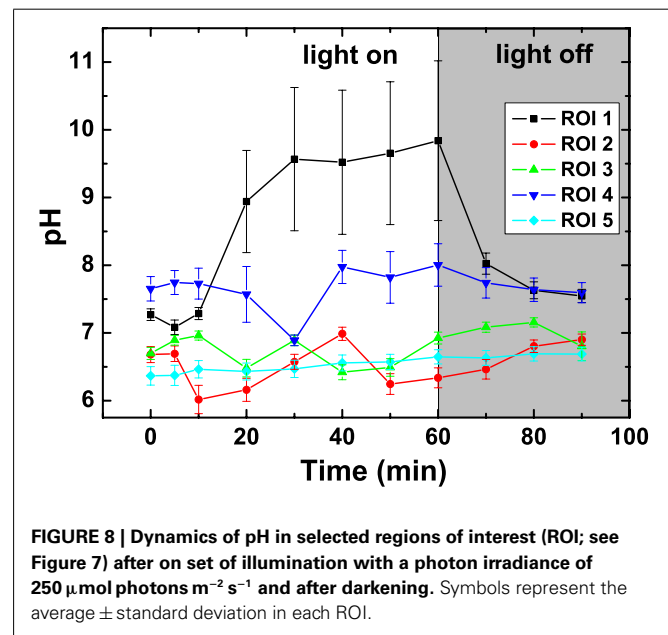 light on
light off
11
10
9
8
7
6
pH
ROI 1
ROI 2
ROI 3
ROI 4
ROI 5
0
20
40
60
80
100
Time (min)
FIGURE 8 | Dynamics of pH in selected regions of interest (ROI; see
Figure 7) after on set of illumination with a photon irradiance of
250 μmol photons m⁻² s⁻¹ and after darkening. Symbols represent the
average ± standard deviation in each ROI.